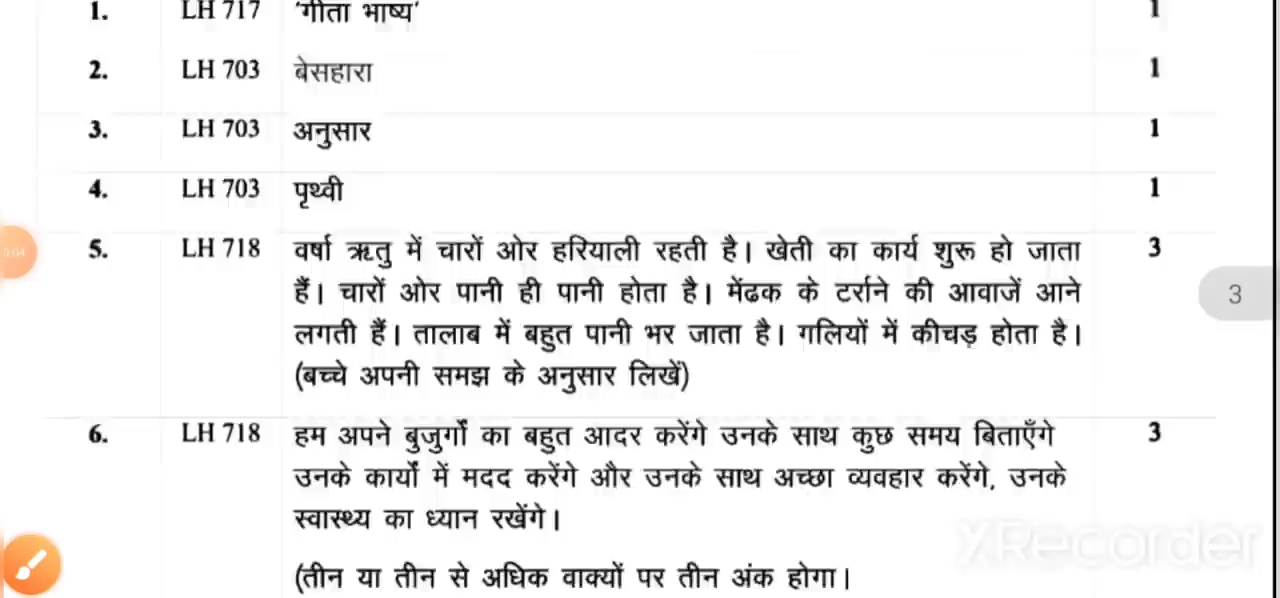 1. LH 717 'गीता भाष्य' 1
2. LH 703 बेसहारा 1
3. LH 703 अनुसार 1
4. LH 703 पृथ्वी 1
5. LH 718 वर्षा ऋतु में चारों ओर हरियाली रहती है। खेती का कार्य शुरू हो जाता 3
हैं। चारों ओर पानी ही पानी होता है। मेंढक के टर्राने की आवाजें आने
लगती हैं। तालाब में बहुत पानी भर जाता है। गलियों में कीचड़ होता है।
(बच्चे अपनी समझ के अनुसार लिखें)
6. LH 718 हम अपने बुजुर्गों का बहुत आदर करेंगे उनके साथ कुछ समय बिताएँगे 3
उनके कार्यों में मदद करेंगे और उनके साथ अच्छा व्यवहार करेंगे, उनके
स्वास्थ्य का ध्यान रखेंगे।
(तीन या तीन से अधिक वाक्यों पर तीन अंक होगा।
3
XRecorder